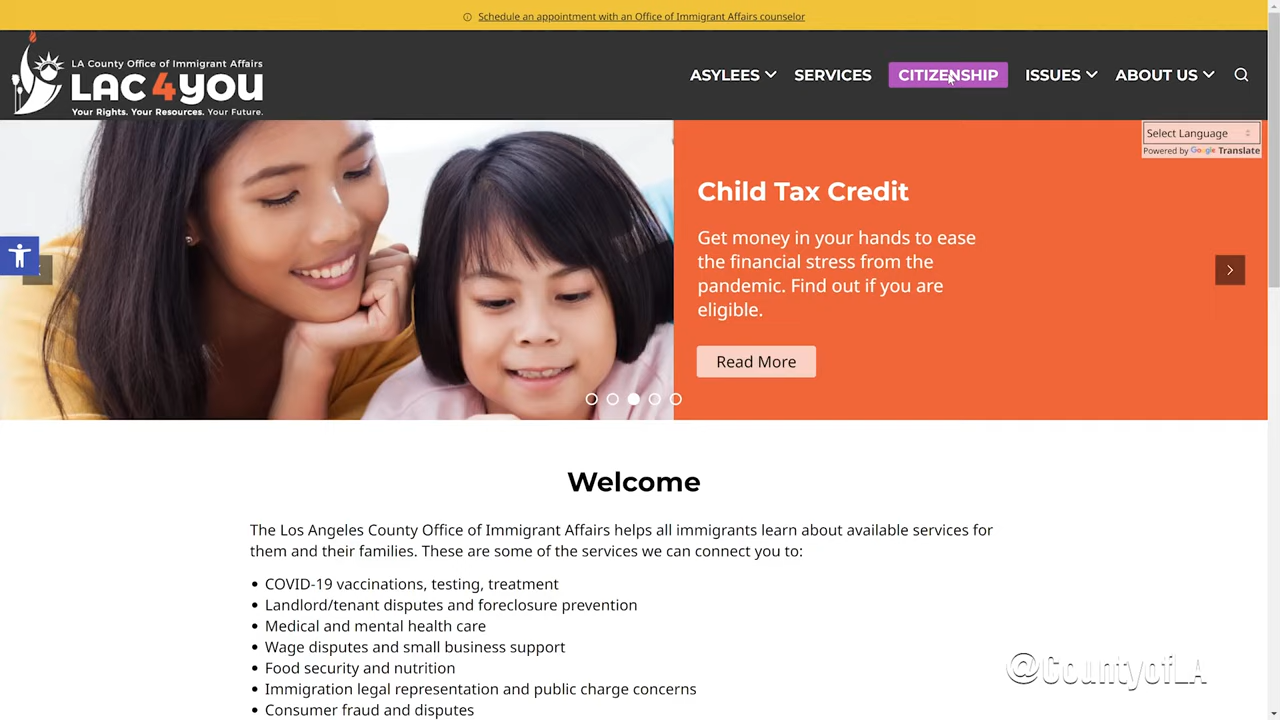 Schedule an appointment with an Office of Immigrant Affairs counselor
LA County Office of Immigrant Affairs
LAC4YOU
Your Rights. Your Resources. Your Future.
ASYLEES
SERVICES
CITIZENSHIP
ISSUES
ABOUT US
Select Language
Powered by Google Translate
Child Tax Credit
Get money in your hands to ease
the financial stress from the
pandemic. Find out if you are
eligible.
Read More
Welcome
The Los Angeles County Office of Immigrant Affairs helps all immigrants learn about available services for
them and their families. These are some of the services we can connect you to:
• COVID-19 vaccinations, testing, treatment
• Landlord/tenant disputes and foreclosure prevention
• Medical and mental health care
• Wage disputes and small business support
• Food security and nutrition
• Immigration legal representation and public charge concerns
• Consumer fraud and disputes
@CountyofLA